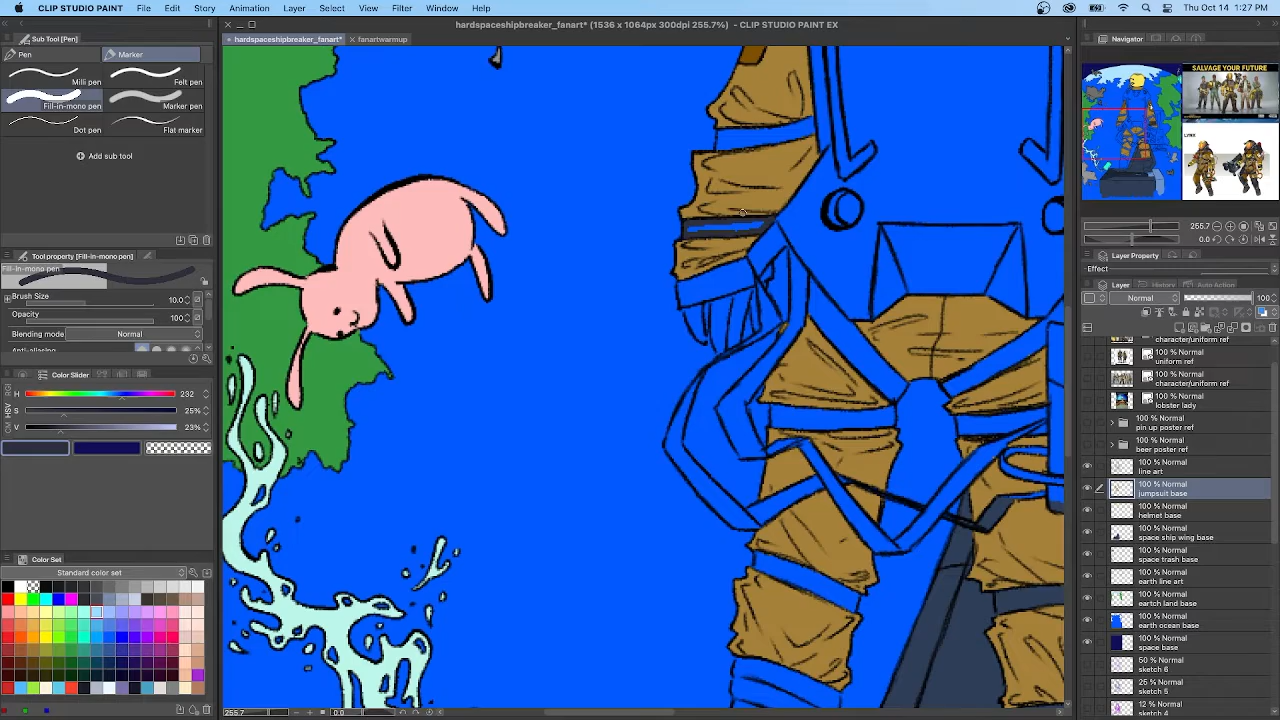 CLIP STUDIO PAINT File Edit Story Animation Layer Select View Filter Window Help
Thu Oct 14 1:27 PM
hardspaceshipbreaker_fanart* (1536 x 1064px 300dpi 255.7%) - CLIP STUDIO PAINT EX
hardspaceshipbreaker_fanart*
fanartwarmup
Sub Tool [Pen]
Pen
Marker
Milli pen
Felt pen
Fill-in-mono pen
Marker pen
Dot pen
Flat marker
Add sub tool
Tool property [Fill-in-mono pen]
Fill-in-mono pen
Brush Size 10.0
Opacity 100
Blending mode Normal
Anti-aliasing
Color Slider
H 232
S 25%
V 23%
HSV
Color Set
Standard color set
255.7
0.0
Navigator
SALVAGE YOUR FUTURE
LYNX
255.7
0.0
Layer Property
Effect
Layer
History
Auto Action
Normal
100
character/uniform ref
100 % Normal
uniform ref
100 % Normal
character/uniform ref
100 % Normal
lobster lady
100 % Normal
pin up poster ref
100 % Normal
beer poster ref
100 % Normal
line art
100 % Normal
jumpsuit base
100 % Normal
helmet base
100 % Normal
space ship wing base
100 % Normal
space trash base
100 % Normal
earth line art
100 % Normal
eartch land base
100 % Normal
earth ocean base
100 % Normal
space base
50 % Normal
sketch 6
25 % Normal
sketch 5
12 % Normal
sketch 4